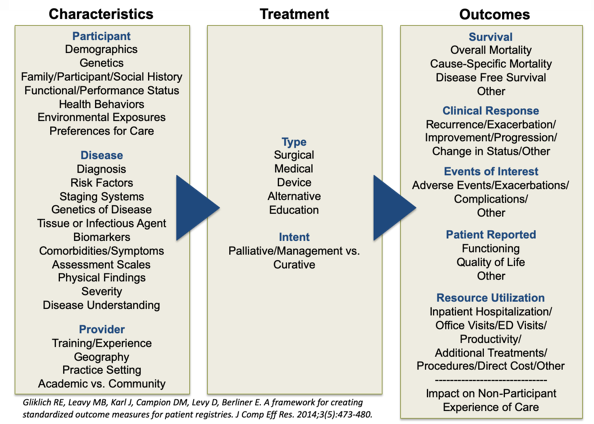 Characteristics
Participant
Demographics
Genetics
Family/Participant/Social History
Functional/Performance Status
Health Behaviors
Environmental Exposures
Preferences for Care
Disease
Diagnosis
Risk Factors
Staging Systems
Genetics of Disease
Tissue or Infectious Agent
Biomarkers
Comorbidities/Symptoms
Assessment Scales
Physical Findings
Severity
Disease Understanding
Provider
Training/Experience
Geography
Practice Setting
Academic vs. Community
Treatment
Type
Surgical
Medical
Device
Alternative
Education
Intent
Palliative/Management vs.
Curative
Outcomes
Survival
Overall Mortality
Cause-Specific Mortality
Disease Free Survival
Other
Clinical Response
Recurrence/Exacerbation/
Improvement/Progression/
Change in Status/Other
Events of Interest
Adverse Events/Exacerbations/
Complications/
Other
Patient Reported
Functioning
Quality of Life
Other
Resource Utilization
Inpatient Hospitalization/
Office Visits/ED Visits/
Productivity/
Additional Treatments/
Procedures/Direct Cost/Other
------------------------------
Impact on Non-Participant
Experience of Care
Gliklich RE, Leavy MB, Karl J, Campion DM, Levy D, Berliner E. A framework for creating
standardized outcome measures for patient registries. J Comp Eff Res. 2014;3(5):473-480.